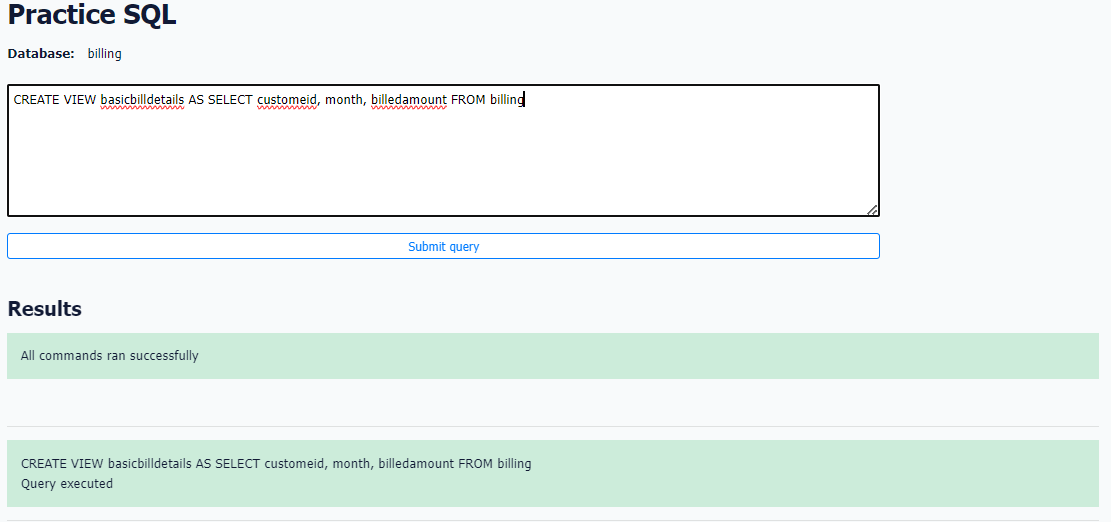 Practice SQL
Database: billing
CREATE VIEW basicbilldetails AS SELECT customeid, month, billedamount FROM billing
Submit query
Results
All commands ran successfully
CREATE VIEW basicbilldetails AS SELECT customeid, month, billedamount FROM billing
Query executed